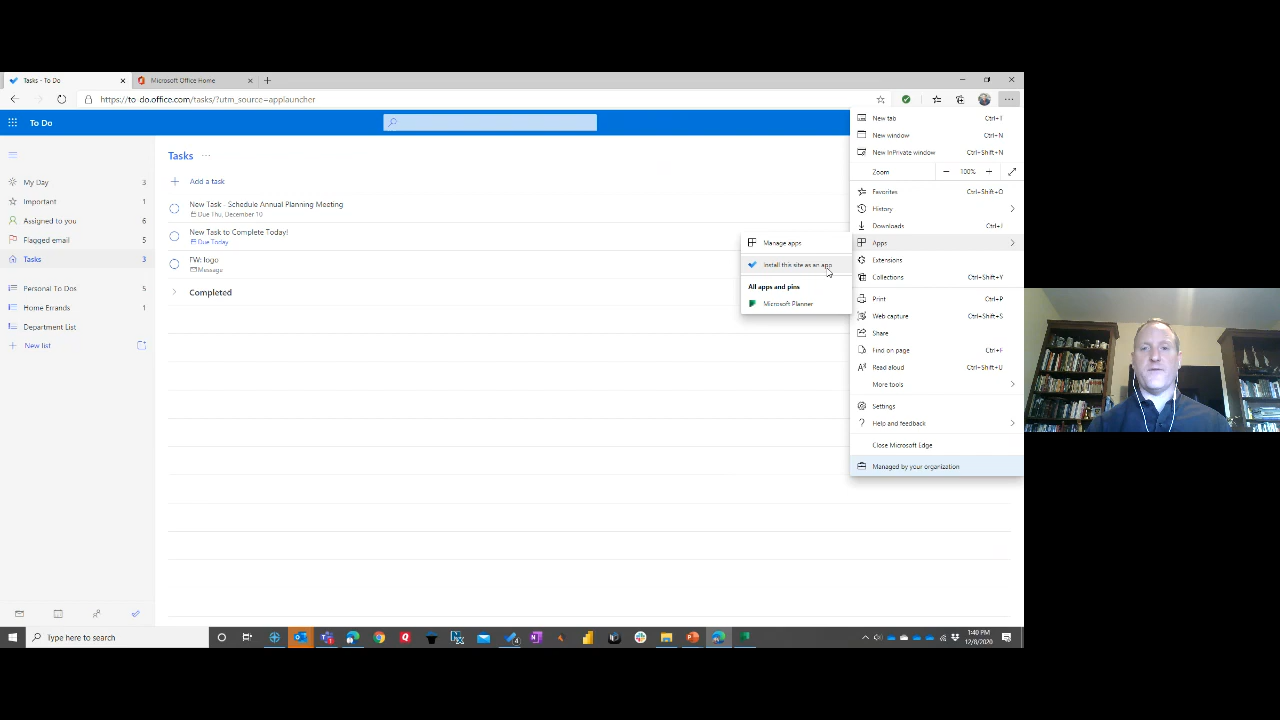 Tasks - To Do
Microsoft Office Home
https://to-do.office.com/tasks/?utm_source=applauncher
To Do
My Day 3
Important 1
Assigned to you 6
Flagged email 5
Tasks 3
Personal To Dos 5
Home Errands 1
Department List
New list
Tasks ...
Add a task
New Task - Schedule Annual Planning Meeting
Due Thu, December 10
New Task to Complete Today!
Due Today
FW: logo
Message
Completed
Manage apps
Install this site as an app
All apps and pins
Microsoft Planner
New tab Ctrl+T
New window Ctrl+N
New InPrivate window Ctrl+Shift+N
Zoom 100%
Favorites Ctrl+Shift+O
History
Downloads Ctrl+J
Apps
Extensions
Collections Ctrl+Shift+Y
Print Ctrl+P
Web capture Ctrl+Shift+S
Share
Find on page Ctrl+F
Read aloud Ctrl+Shift+U
More tools
Settings
Help and feedback
Close Microsoft Edge
Managed by your organization
Type here to search
1:40 PM
12/8/2020